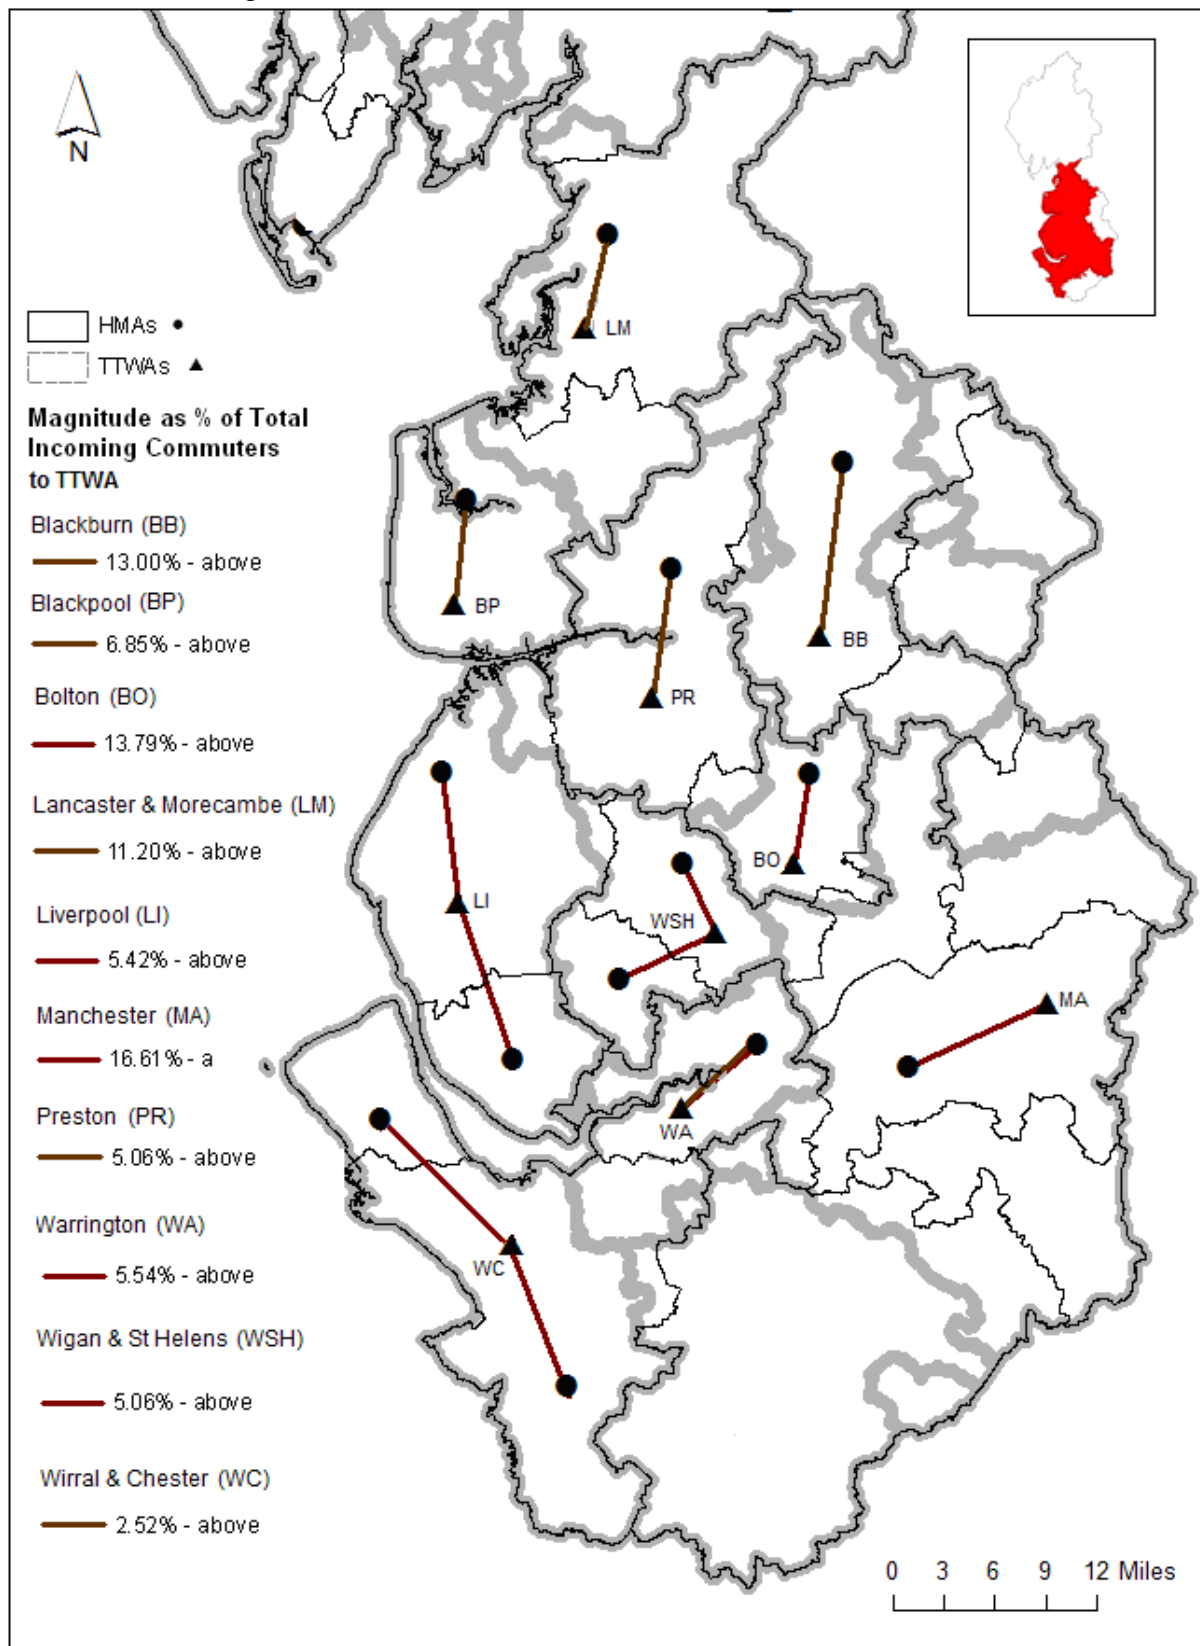 N
HMAs
TTWAs
Magnitude as % of Total
Incoming Commuters
to TTWA
Blackburn (BB)
13.00% - above
Blackpool (BP)
6.85% - above
Bolton (BO)
13.79% - above
Lancaster & Morecambe (LM)
11.20% - above
Liverpool (LI)
5.42% - above
Manchester (MA)
16.61% - a
Preston (PR)
5.06% - above
Warrington (WA)
5.54% - above
Wigan & St Helens (WSH)
5.06% - above
Wirral & Chester (WC)
2.52% - above
LM
BP
BB
PR
BO
LI
WSH
MA
WA
WC
0 3 6 9 12 Miles